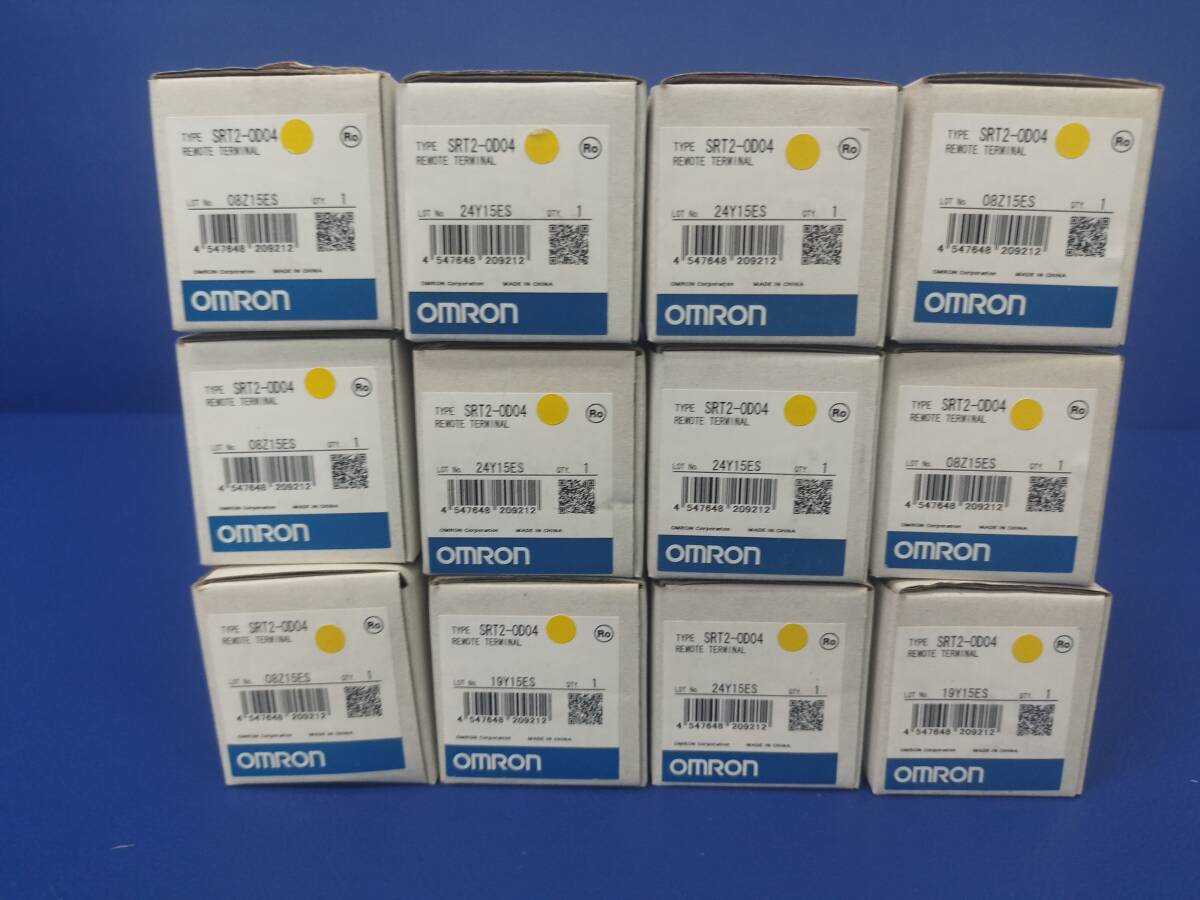 TYPE SRT2-OD04 Ro
REMOTE TERMINAL
LOT No. 08Z15ES QTY. 1
4 547648 209212
OMRON Corporation MADE IN CHINA
OMRON
TYPE SRT2-OD04 Ro
REMOTE TERMINAL
LOT No. 24Y15ES QTY. 1
4 547648 209212
OMRON Corporation MADE IN CHINA
OMRON
TYPE SRT2-OD04 Ro
REMOTE TERMINAL
LOT No. 24Y15ES QTY. 1
4 547648 209212
OMRON Corporation MADE IN CHINA
OMRON
TYPE SRT2-OD04 Ro
REMOTE TERMINAL
LOT No. 08Z15ES QTY. 1
4 547648 209212
OMRON Corporation MADE IN CHINA
OMRON
TYPE SRT2-OD04 Ro
REMOTE TERMINAL
LOT No. 08Z15ES QTY. 1
4 547648 209212
OMRON Corporation MADE IN CHINA
OMRON
TYPE SRT2-OD04 Ro
REMOTE TERMINAL
LOT No. 24Y15ES QTY. 1
4 547648 209212
OMRON Corporation MADE IN CHINA
OMRON
TYPE SRT2-OD04 Ro
REMOTE TERMINAL
LOT No. 24Y15ES QTY. 1
4 547648 209212
OMRON Corporation MADE IN CHINA
OMRON
TYPE SRT2-OD04 Ro
REMOTE TERMINAL
LOT No. 08Z15ES QTY. 1
4 547648 209212
OMRON Corporation MADE IN CHINA
OMRON
TYPE SRT2-OD04 Ro
REMOTE TERMINAL
LOT No. 08Z15ES QTY. 1
4 547648 209212
OMRON Corporation MADE IN CHINA
OMRON
TYPE SRT2-OD04 Ro
REMOTE TERMINAL
LOT No. 19Y15ES QTY. 1
4 547648 209212
OMRON Corporation MADE IN CHINA
OMRON
TYPE SRT2-OD04 Ro
REMOTE TERMINAL
LOT No. 24Y15ES QTY. 1
4 547648 209212
OMRON Corporation MADE IN CHINA
OMRON
TYPE SRT2-OD04 Ro
REMOTE TERMINAL
LOT No. 19Y15ES QTY. 1
4 547648 209212
OMRON Corporation MADE IN CHINA
OMRON